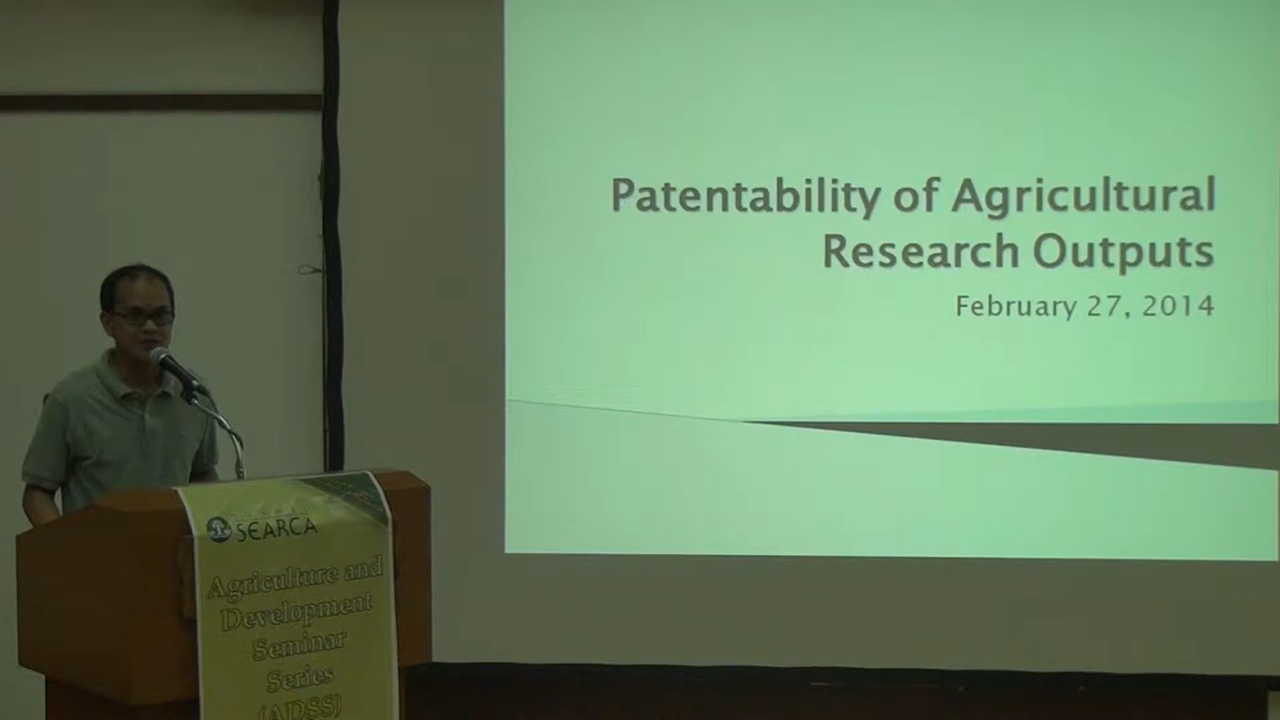 Patentability of Agricultural
Research Outputs
February 27, 2014
SEARCA
Agriculture and
Development
Seminar
Series
(ADSS)